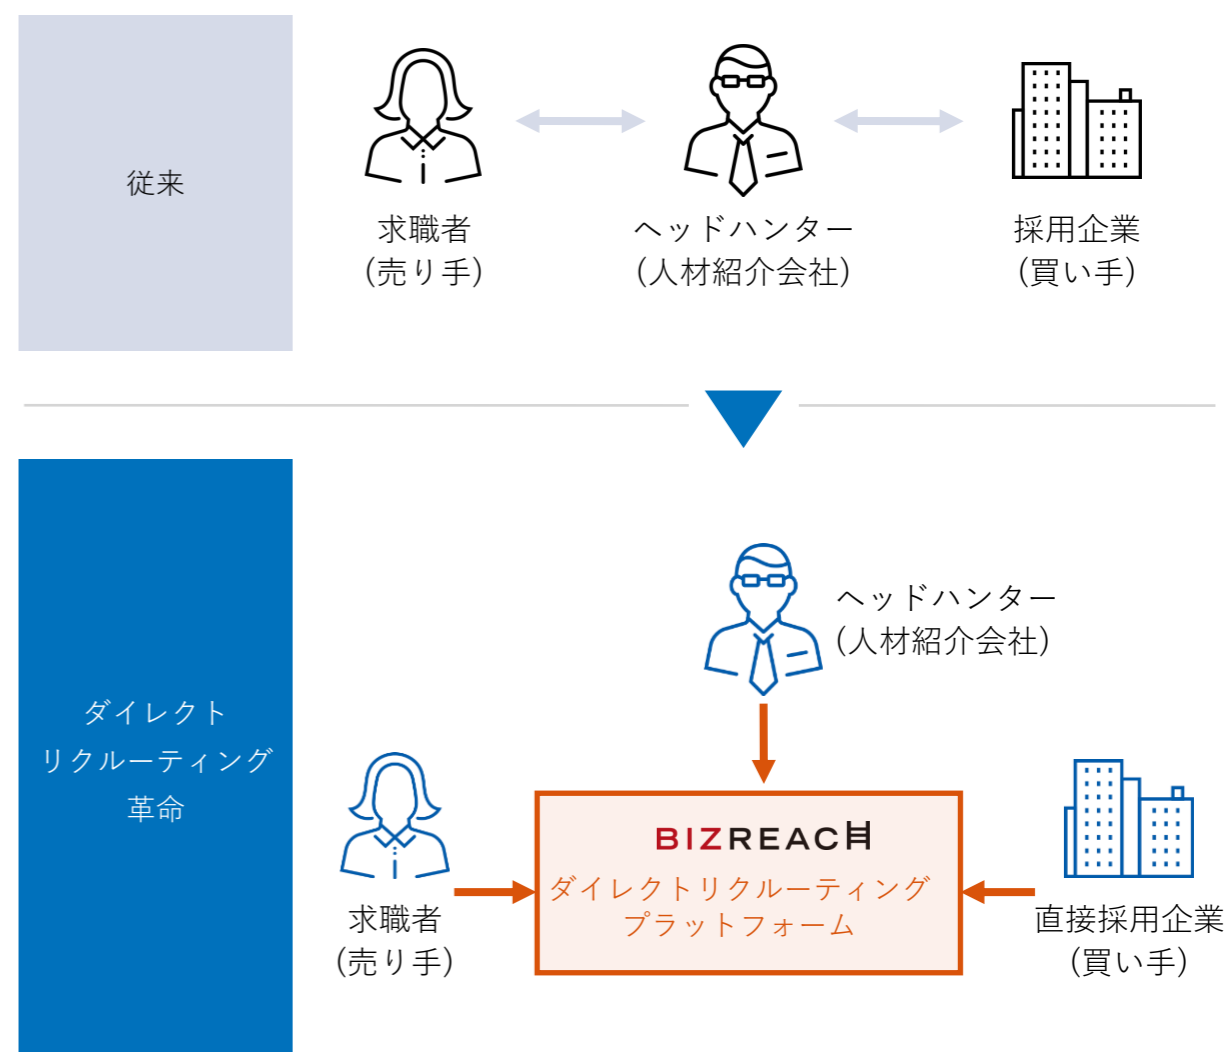 従来
求職者
(売り手)
ヘッドハンター
(人材紹介会社)
採用企業
(買い手)
ダイレクト
リクルーティング
革命
ヘッドハンター
(人材紹介会社)
求職者
(売り手)
BIZREACH
ダイレクトリクルーティング
プラットフォーム
直接採用企業
(買い手)